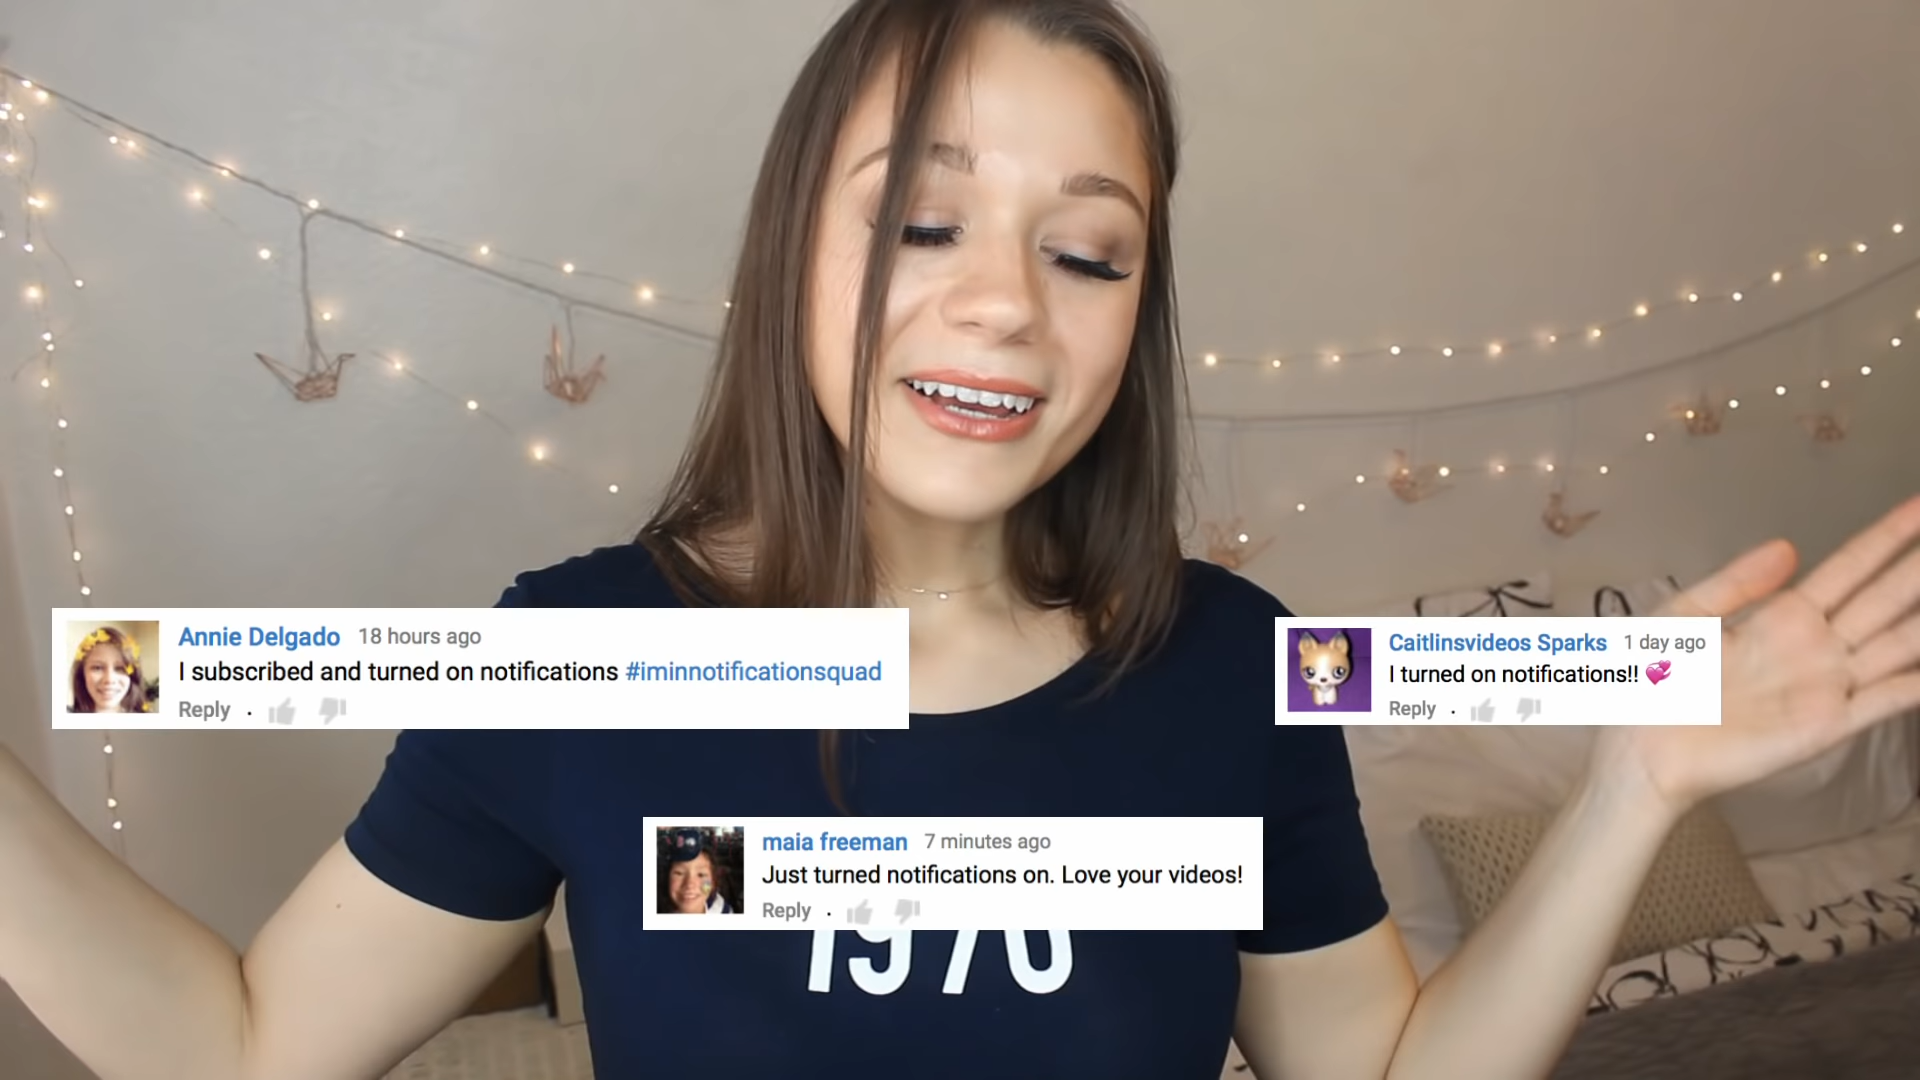 Annie Delgado 18 hours ago
I subscribed and turned on notifications #iminnotificationsquad
Reply .
Caitlinsvideos Sparks 1 day ago
I turned on notifications!! 💞
Reply .
maia freeman 7 minutes ago
Just turned notifications on. Love your videos!
Reply .
1970